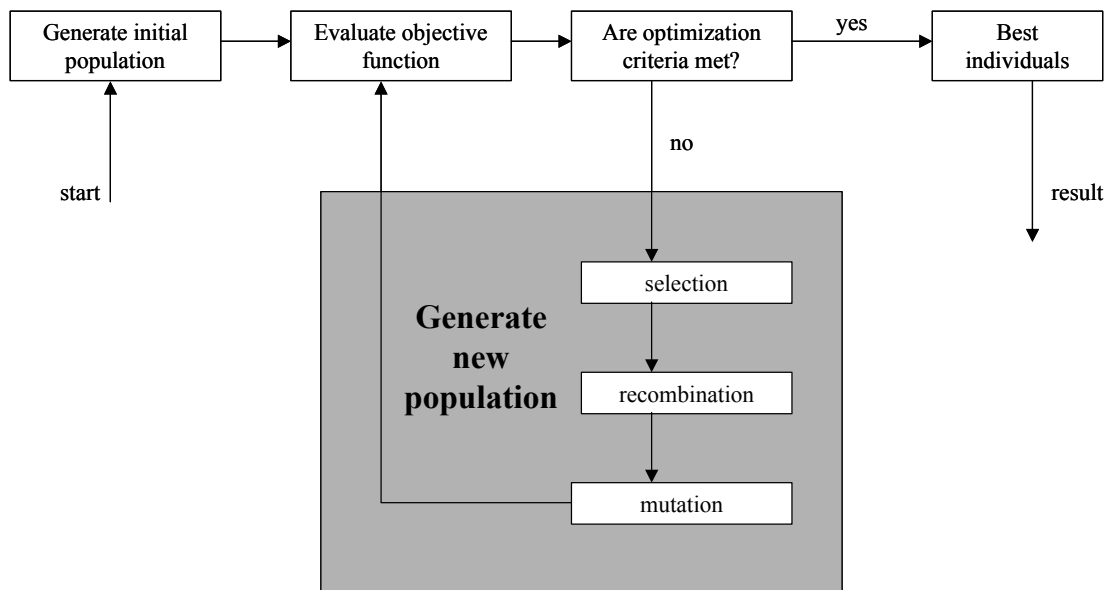 Generate initial
population
Evaluate objective
function
Are optimization
criteria met?
yes
Best
individuals
no
start
result
selection
Generate
new
population
recombination
mutation